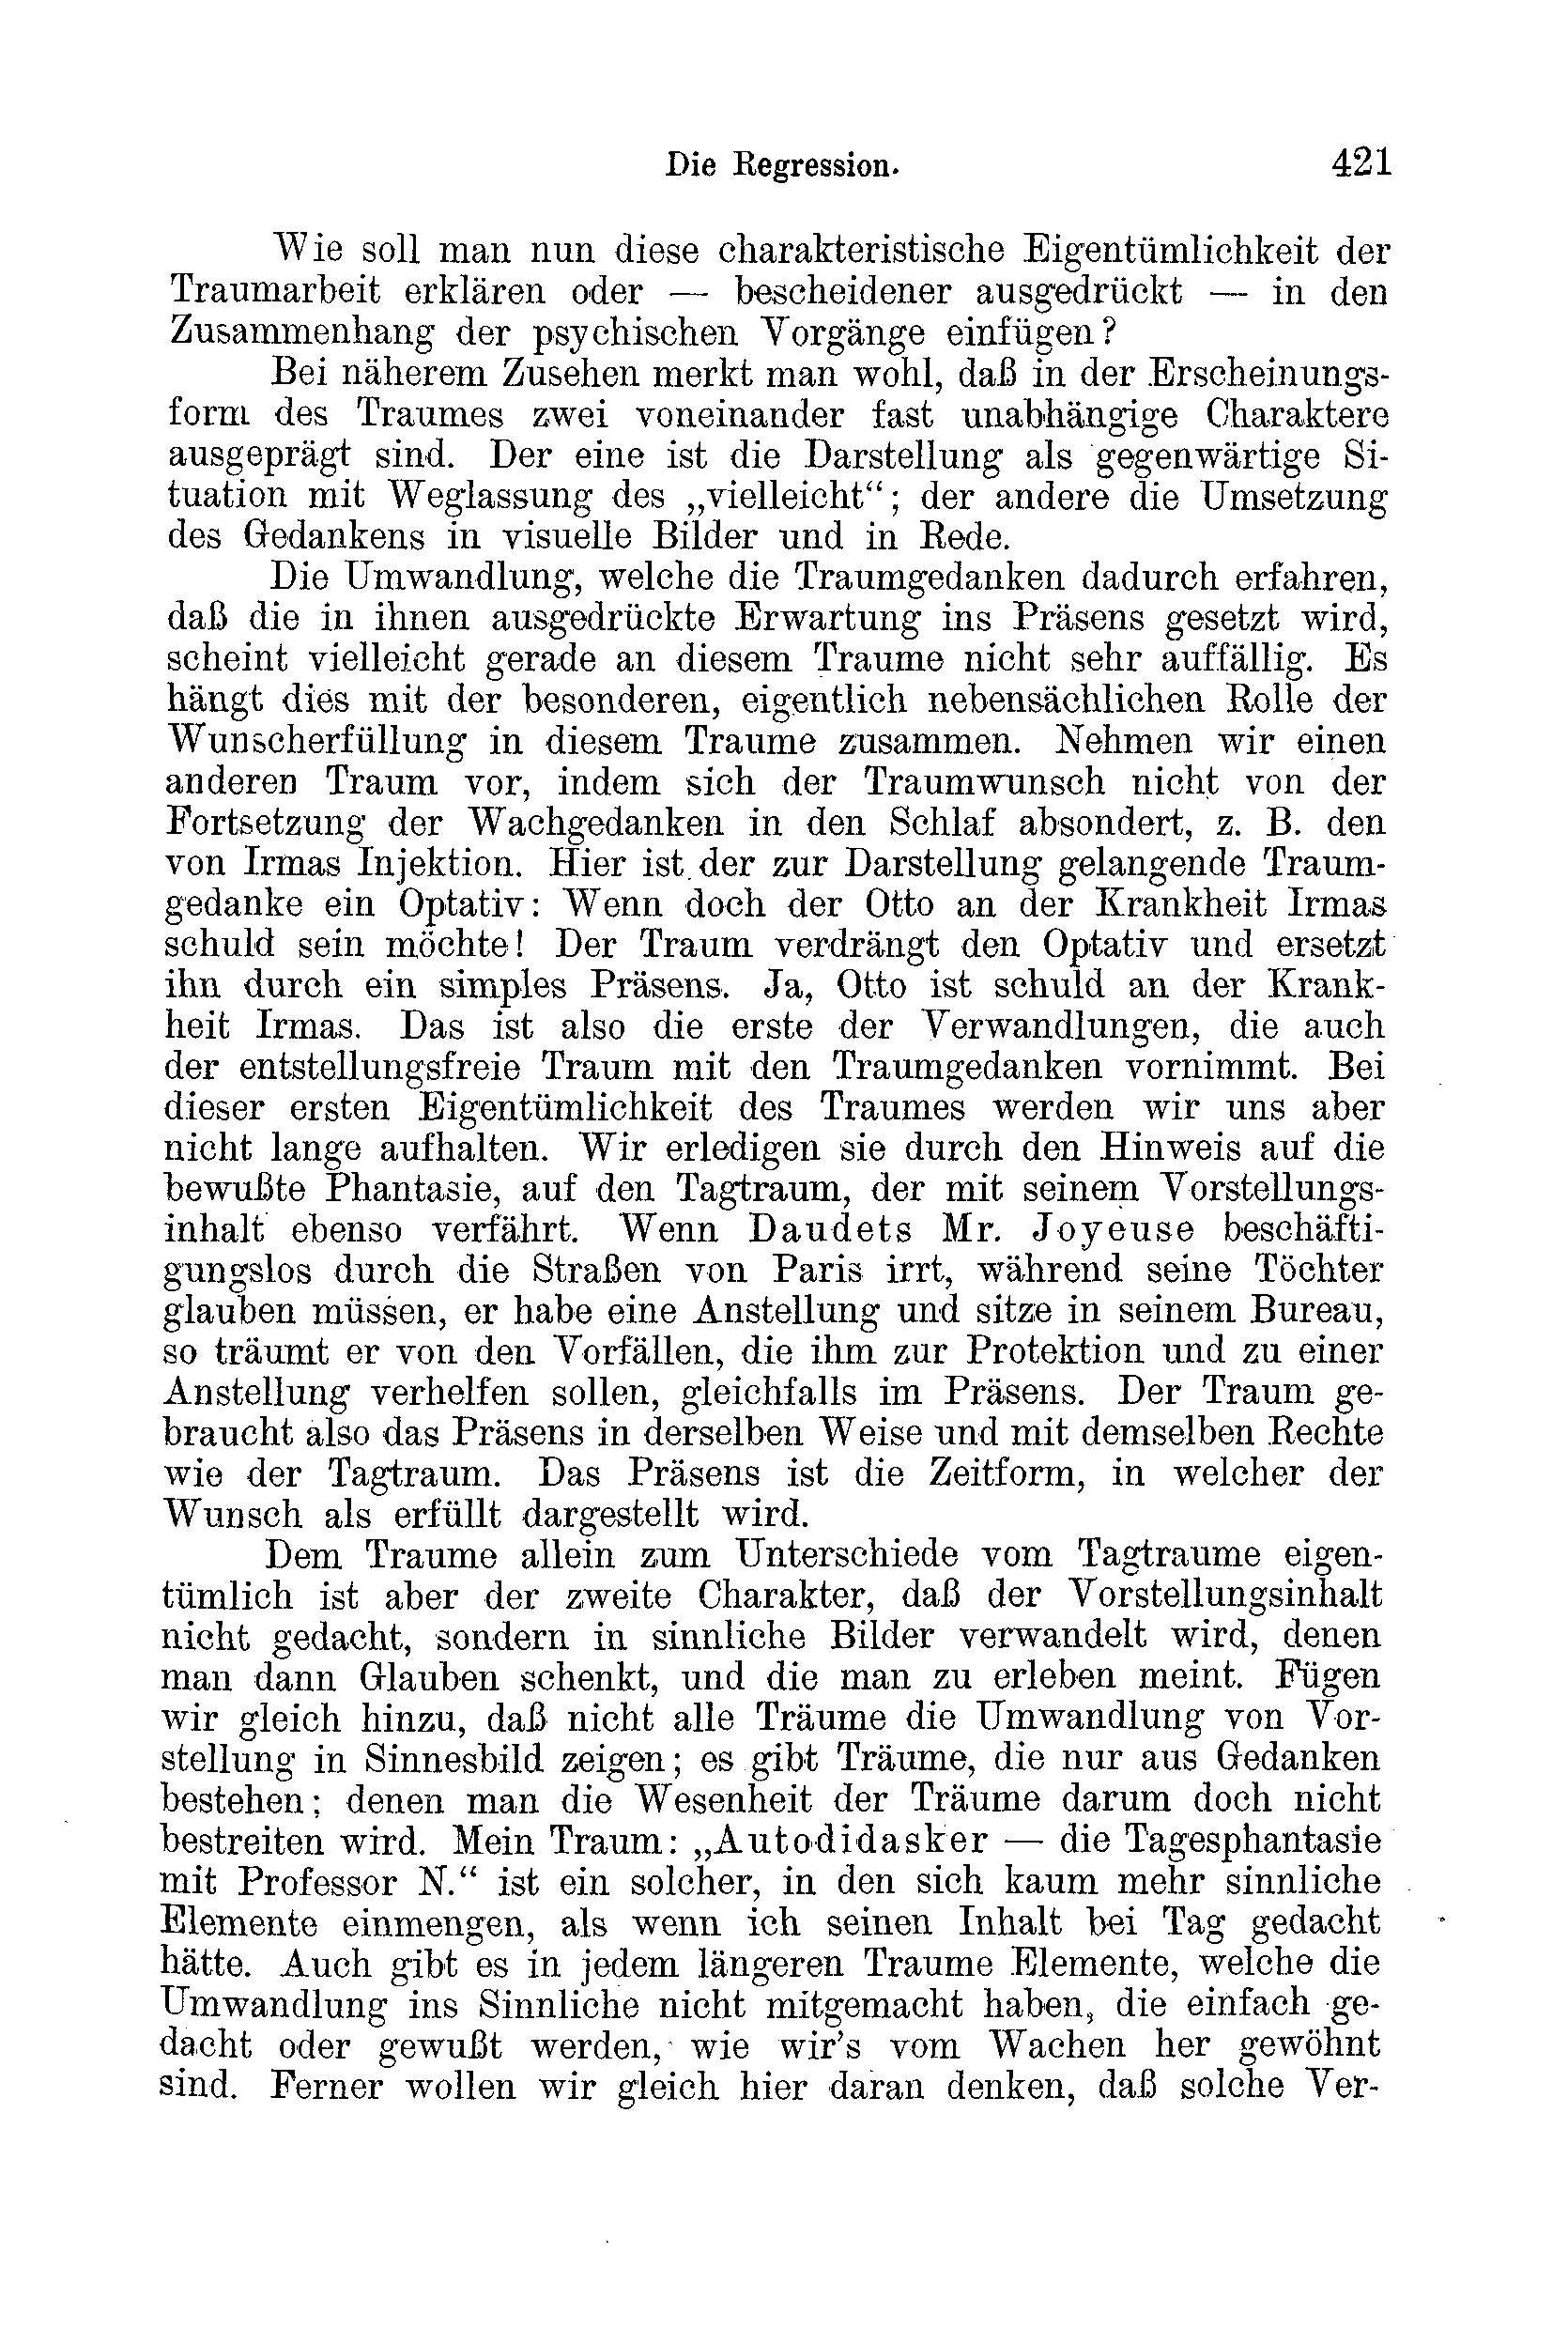 Die Regression. 421
Wie soll man nun diese charakteristische Eigentümlichkeit der
Traumarbeit erklären oder — bescheidener ausgedrückt — in den
Zusammenhang der psychischen Vorgänge einfügen?
Bei näherem Zusehen merkt man wohl, daß in der Erscheinungs-
form des Traumes zwei voneinander fast unabhängige Charaktere
ausgeprägt sind. Der eine ist die Darstellung als gegenwärtige Si-
tuation mit Weglassung des „vielleicht“; der andere die Umsetzung
des Gedankens in visuelle Bilder und in Rede.
Die Umwandlung, welche die Traumgedanken dadurch erfahren,
daß die in ihnen ausgedrückte Erwartung ins Präsens gesetzt wird,
scheint vielleicht gerade an diesem Traume nicht sehr auffällig. Es
hängt dies mit der besonderen, eigentlich nebensächlichen Rolle der
Wunscherfüllung in diesem Traume zusammen. Nehmen wir einen
anderen Traum vor, indem sich der Traumwunsch nicht von der
Fortsetzung der Wachgedanken in den Schlaf absondert, z. B. den
von Irmas Injektion. Hier ist der zur Darstellung gelangende Traum-
gedanke ein Optativ: Wenn doch der Otto an der Krankheit Irmas
schuld sein möchte! Der Traum verdrängt den Optativ und ersetzt
ihn durch ein simples Präsens. Ja, Otto ist schuld an der Krank-
heit Irmas. Das ist also die erste der Verwandlungen, die auch
der entstellungsfreie Traum mit den Traumgedanken vornimmt. Bei
dieser ersten Eigentümlichkeit des Traumes werden wir uns aber
nicht lange aufhalten. Wir erledigen sie durch den Hinweis auf die
bewußte Phantasie, auf den Tagtraum, der mit seinem Vorstellungs-
inhalt ebenso verfährt. Wenn Daudets Mr. Joyeuse beschäfti-
gungslos durch die Straßen von Paris irrt, während seine Töchter
glauben müssen, er habe eine Anstellung und sitze in seinem Bureau,
so träumt er von den Vorfällen, die ihm zur Protektion und zu einer
Anstellung verhelfen sollen, gleichfalls im Präsens. Der Traum ge-
braucht also das Präsens in derselben Weise und mit demselben Rechte
wie der Tagtraum. Das Präsens ist die Zeitform, in welcher der
Wunsch als erfüllt dargestellt wird.
Dem Traume allein zum Unterschiede vom Tagtraume eigen-
tümlich ist aber der zweite Charakter, daß der Vorstellungsinhalt
nicht gedacht, sondern in sinnliche Bilder verwandelt wird, denen
man dann Glauben schenkt, und die man zu erleben meint. Fügen
wir gleich hinzu, daß nicht alle Träume die Umwandlung von Vor-
stellung in Sinnesbild zeigen; es gibt Träume, die nur aus Gedanken
bestehen; denen man die Wesenheit der Träume darum doch nicht
bestreiten wird. Mein Traum: „Autodidasker — die Tagesphantasie
mit Professor N.“ ist ein solcher, in den sich kaum mehr sinnliche
Elemente einmengen, als wenn ich seinen Inhalt bei Tag gedacht
hätte. Auch gibt es in jedem längeren Traume Elemente, welche die
Umwandlung ins Sinnliche nicht mitgemacht haben, die einfach ge-
dacht oder gewußt werden, wie wir’s vom Wachen her gewöhnt
sind. Ferner wollen wir gleich hier daran denken, daß solche Ver-